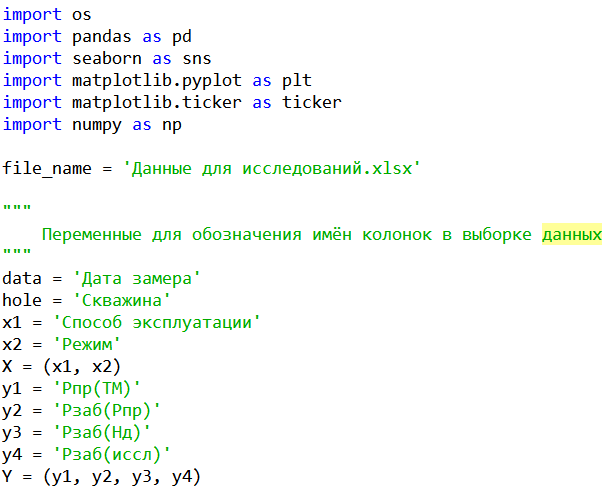 import os
import pandas as pd
import seaborn as sns
import matplotlib.pyplot as plt
import matplotlib.ticker as ticker
import numpy as np
file_name = 'Данные для исследований.xlsx'
"""
Переменные для обозначения имён колонок в выборке данных
"""
data = 'Дата замера'
hole = 'Скважина'
x1 = 'Способ эксплуатации'
x2 = 'Режим'
X = (x1, x2)
y1 = 'Рпр(ТМ)'
y2 = 'Рзаб(Рпр)'
y3 = 'Рзаб(Нд)'
y4 = 'Рзаб(иссл)'
Y = (y1, y2, y3, y4)